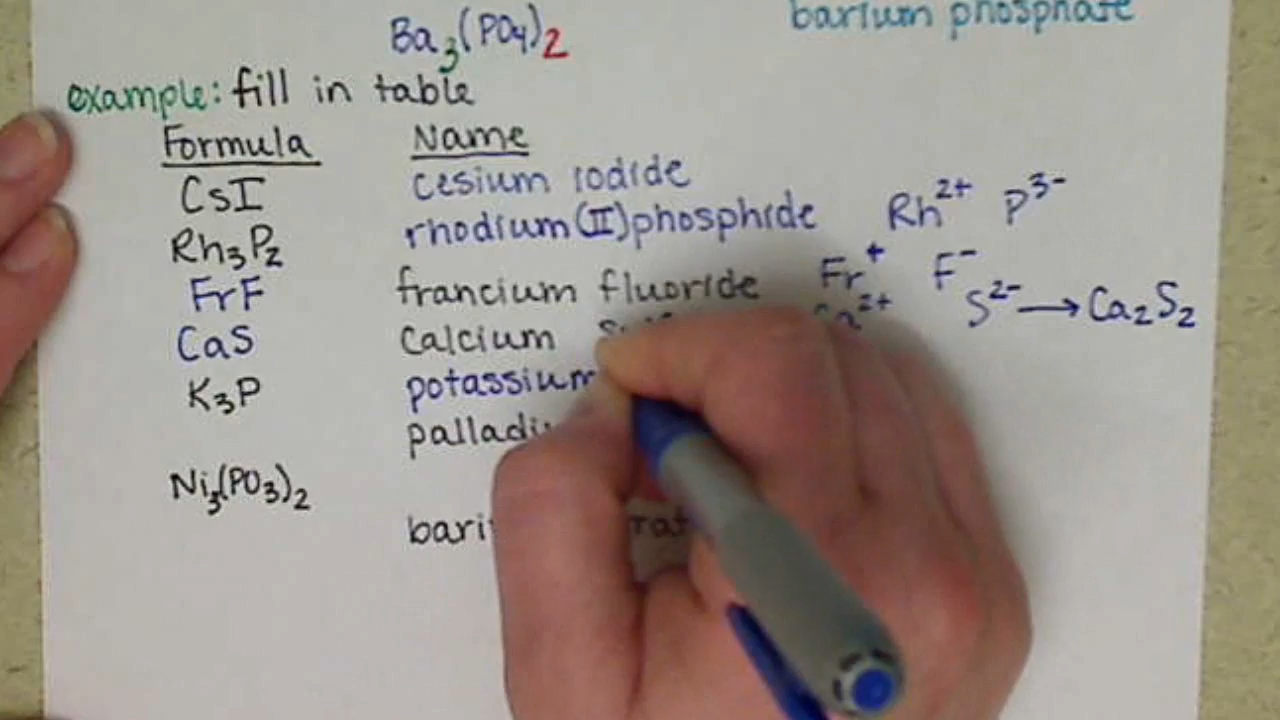 Ba₃(PO₄)₂ barium phosphate
example: fill in table
Formula Name
CsI cesium iodide
Rh₃P₂ rhodium(II)phosphide Rh²⁺ P³⁻
FrF francium fluoride Fr⁺ F⁻
CaS calcium Ca²⁺ S²⁻ → Ca₂S₂
K₃P potassium
Ni₃(PO₃)₂